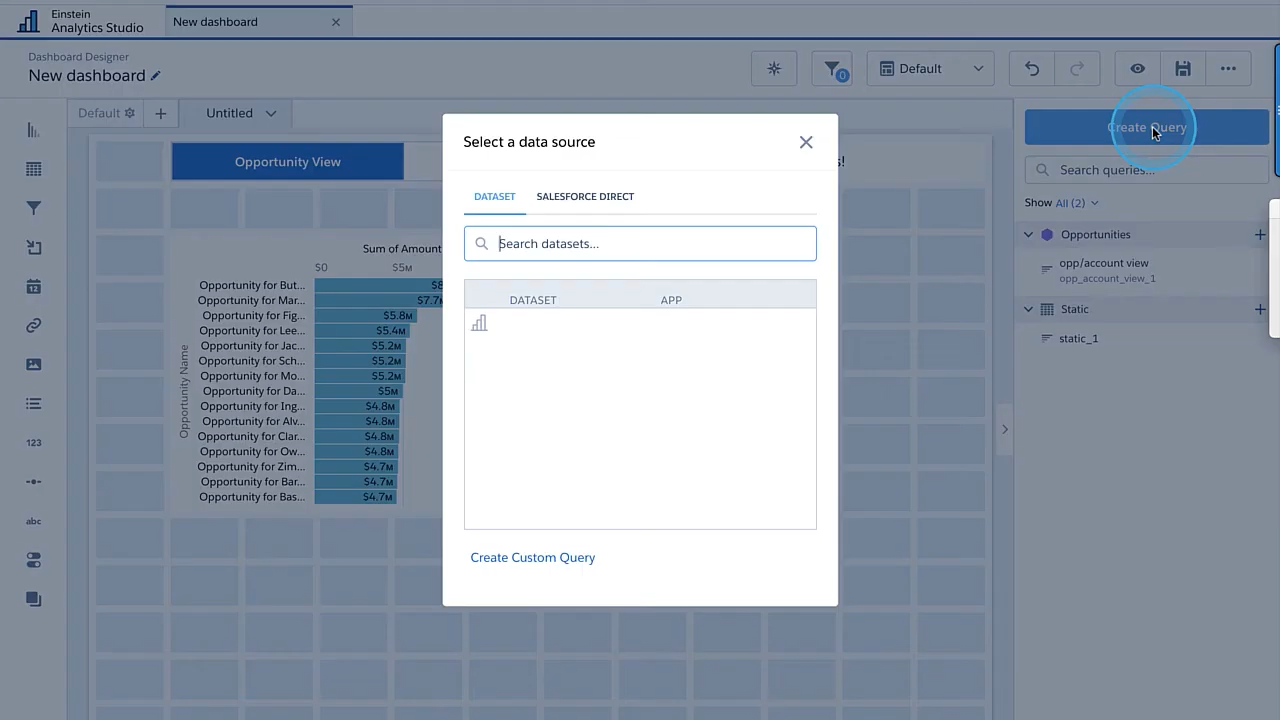 Einstein
Analytics Studio
New dashboard
Dashboard Designer
New dashboard
0
Default
Default
Untitled
Create Query
Search queries...
Show All (2)
Opportunities
opp/account view
opp_account_view_1
Static
static_1
Opportunity View
s!
Sum of Amount
$0
$5M
Opportunity Name
Opportunity for But...
$8
Opportunity for Mar...
$7.7M
Opportunity for Fig...
$5.8M
Opportunity for Lee...
$5.4M
Opportunity for Jac...
$5.2M
Opportunity for Sch...
$5.2M
Opportunity for Mo...
$5.2M
Opportunity for Da...
$5M
Opportunity for Ing...
$4.8M
Opportunity for Alv...
$4.8M
Opportunity for Clar...
$4.8M
Opportunity for Ow...
$4.8M
Opportunity for Zim...
$4.7M
Opportunity for Bar...
$4.7M
Opportunity for Bas...
$4.7M
12
123
abc
Select a data source
DATASET
SALESFORCE DIRECT
Search datasets...
DATASET
APP
Create Custom Query